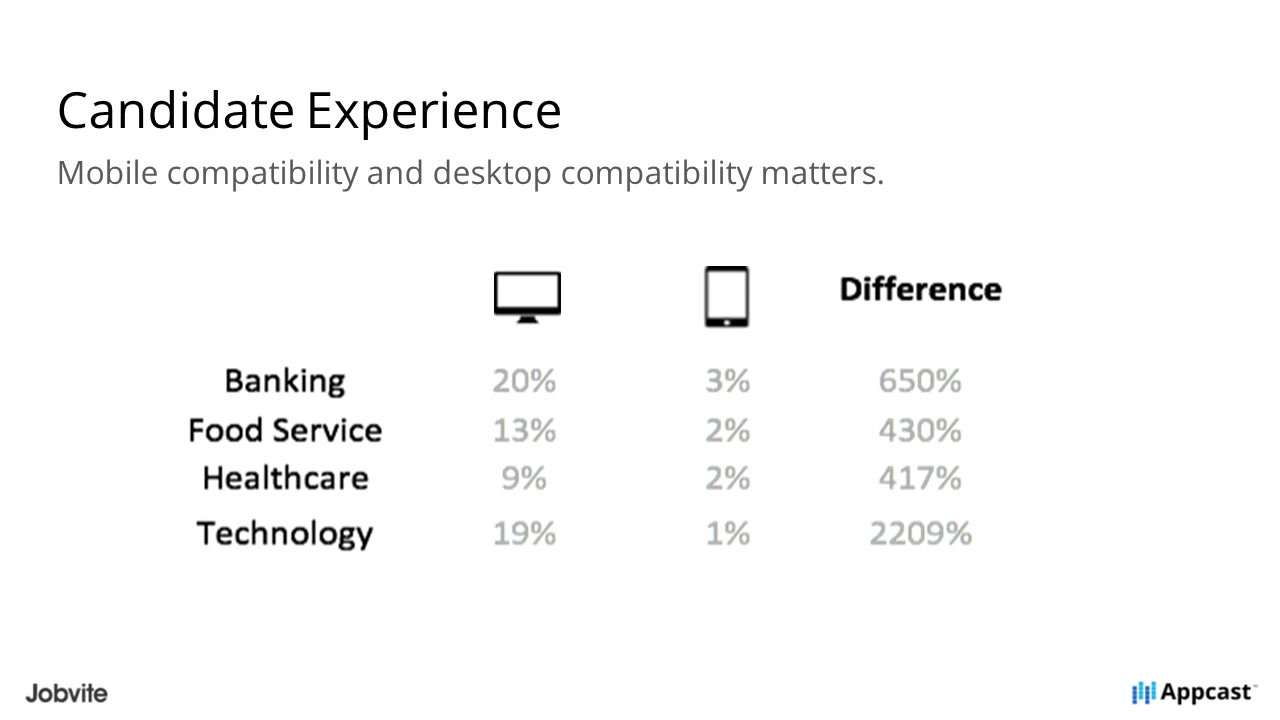 Candidate Experience
Mobile compatibility and desktop compatibility matters.
Difference
Banking 20% 3% 650%
Food Service 13% 2% 430%
Healthcare 9% 2% 417%
Technology 19% 1% 2209%
Jobvite Appcast™